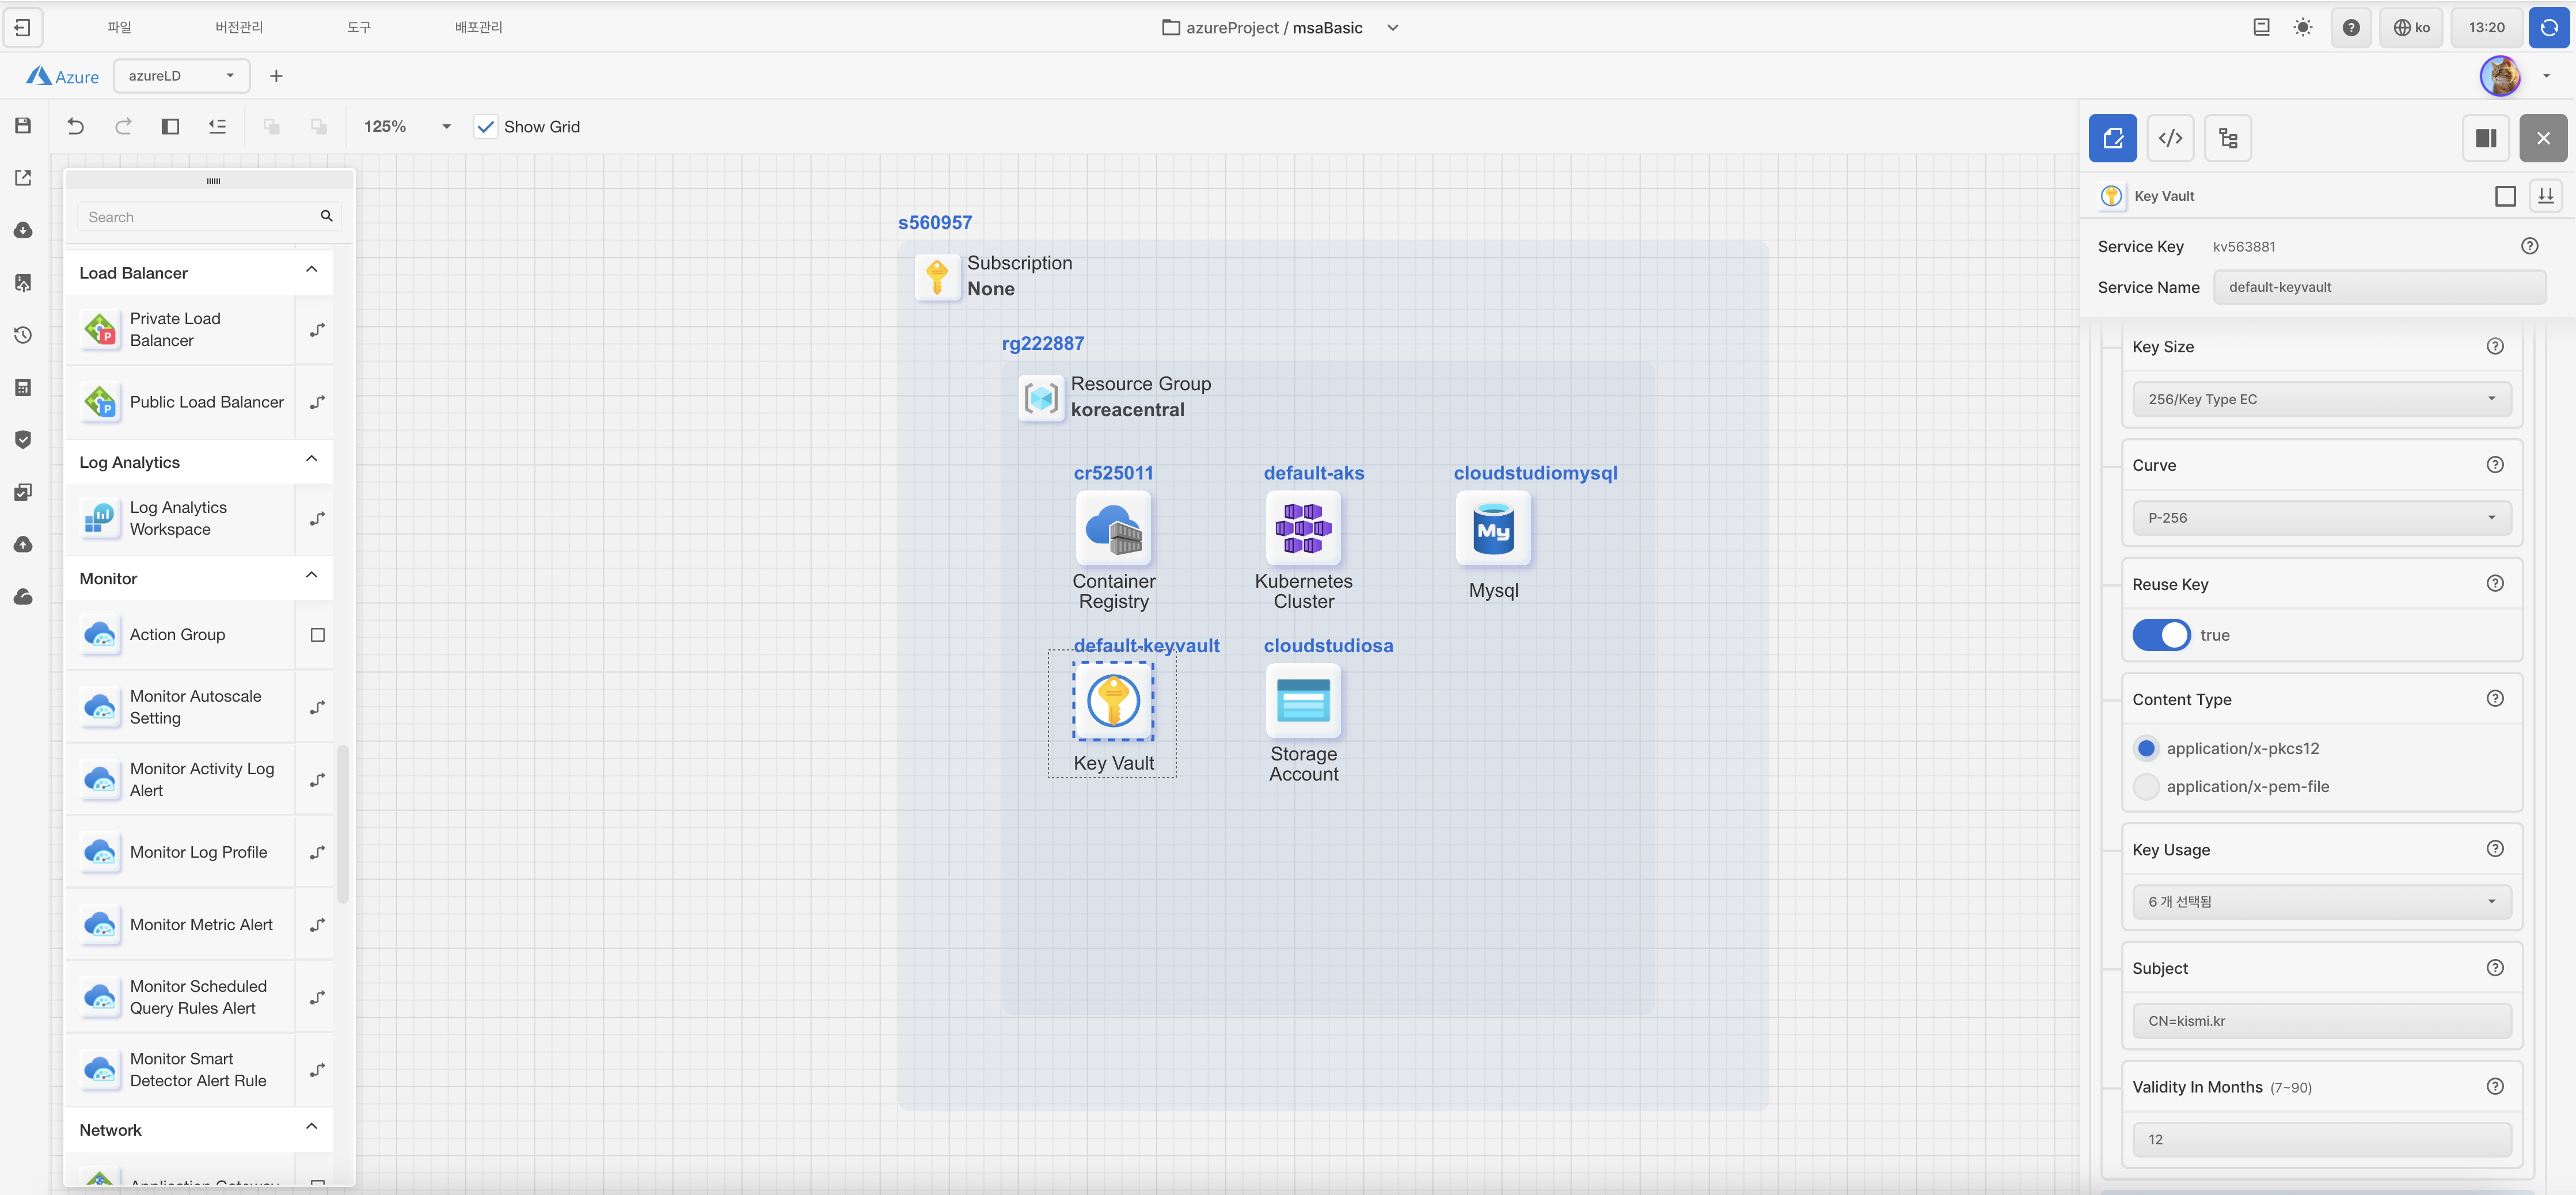 파일
버전관리
도구
배포관리
azureProject / msaBasic
ko
13:20
Azure
azureLD
125%
Show Grid
Search
Load Balancer
Private Load
Balancer
Public Load Balancer
Log Analytics
Log Analytics
Workspace
Monitor
Action Group
Monitor Autoscale
Setting
Monitor Activity Log
Alert
Monitor Log Profile
Monitor Metric Alert
Monitor Scheduled
Query Rules Alert
Monitor Smart
Detector Alert Rule
Network
Application Gateway
s560957
Subscription
None
rg222887
Resource Group
koreacentral
cr525011
Container
Registry
default-aks
Kubernetes
Cluster
cloudstudiomysql
My
Mysql
default-keyvault
Key Vault
cloudstudiosa
Storage
Account
Key Vault
Service Key kv563881
Service Name default-keyvault
Key Size
256/Key Type EC
Curve
P-256
Reuse Key
true
Content Type
application/x-pkcs12
application/x-pem-file
Key Usage
6 개 선택됨
Subject
CN=kismi.kr
Validity In Months (7~90)
12